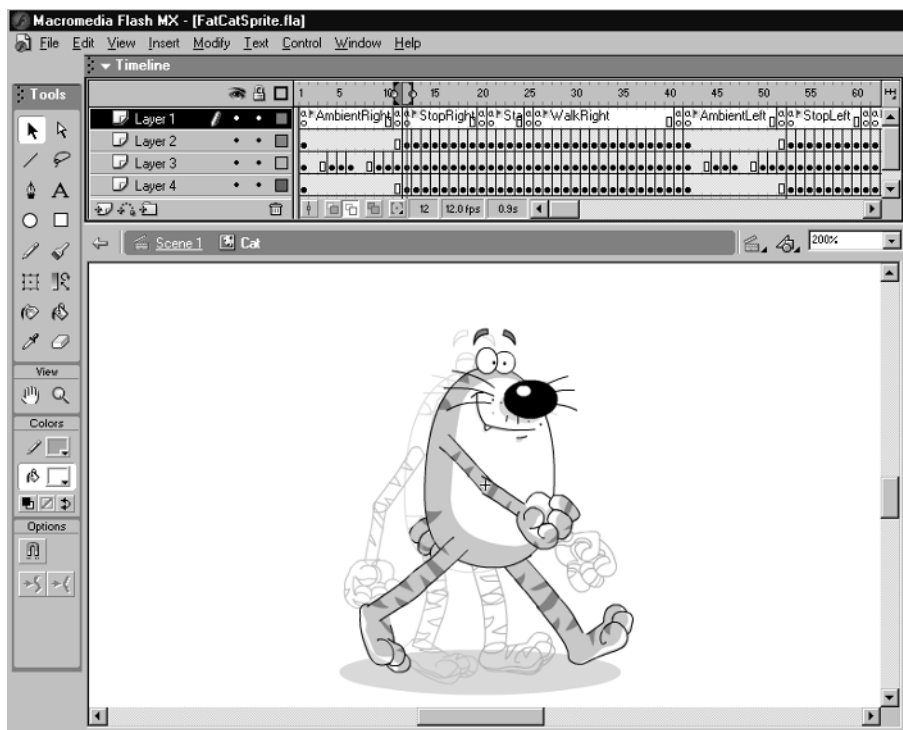 Macromedia Flash MX - [FatCatSprite.fla]
File Edit View Insert Modify Text Control Window Help
Timeline
Tools
1 5 10 15 20 25 30 35 40 45 50 55 60
Layer 1 AmbientRight StopRight Sta WalkRight AmbientLeft StopLeft
Layer 2
Layer 3
Layer 4
12 12.0 fps 0.9s
Scene 1 Cat 200%
A
View
Colors
Options